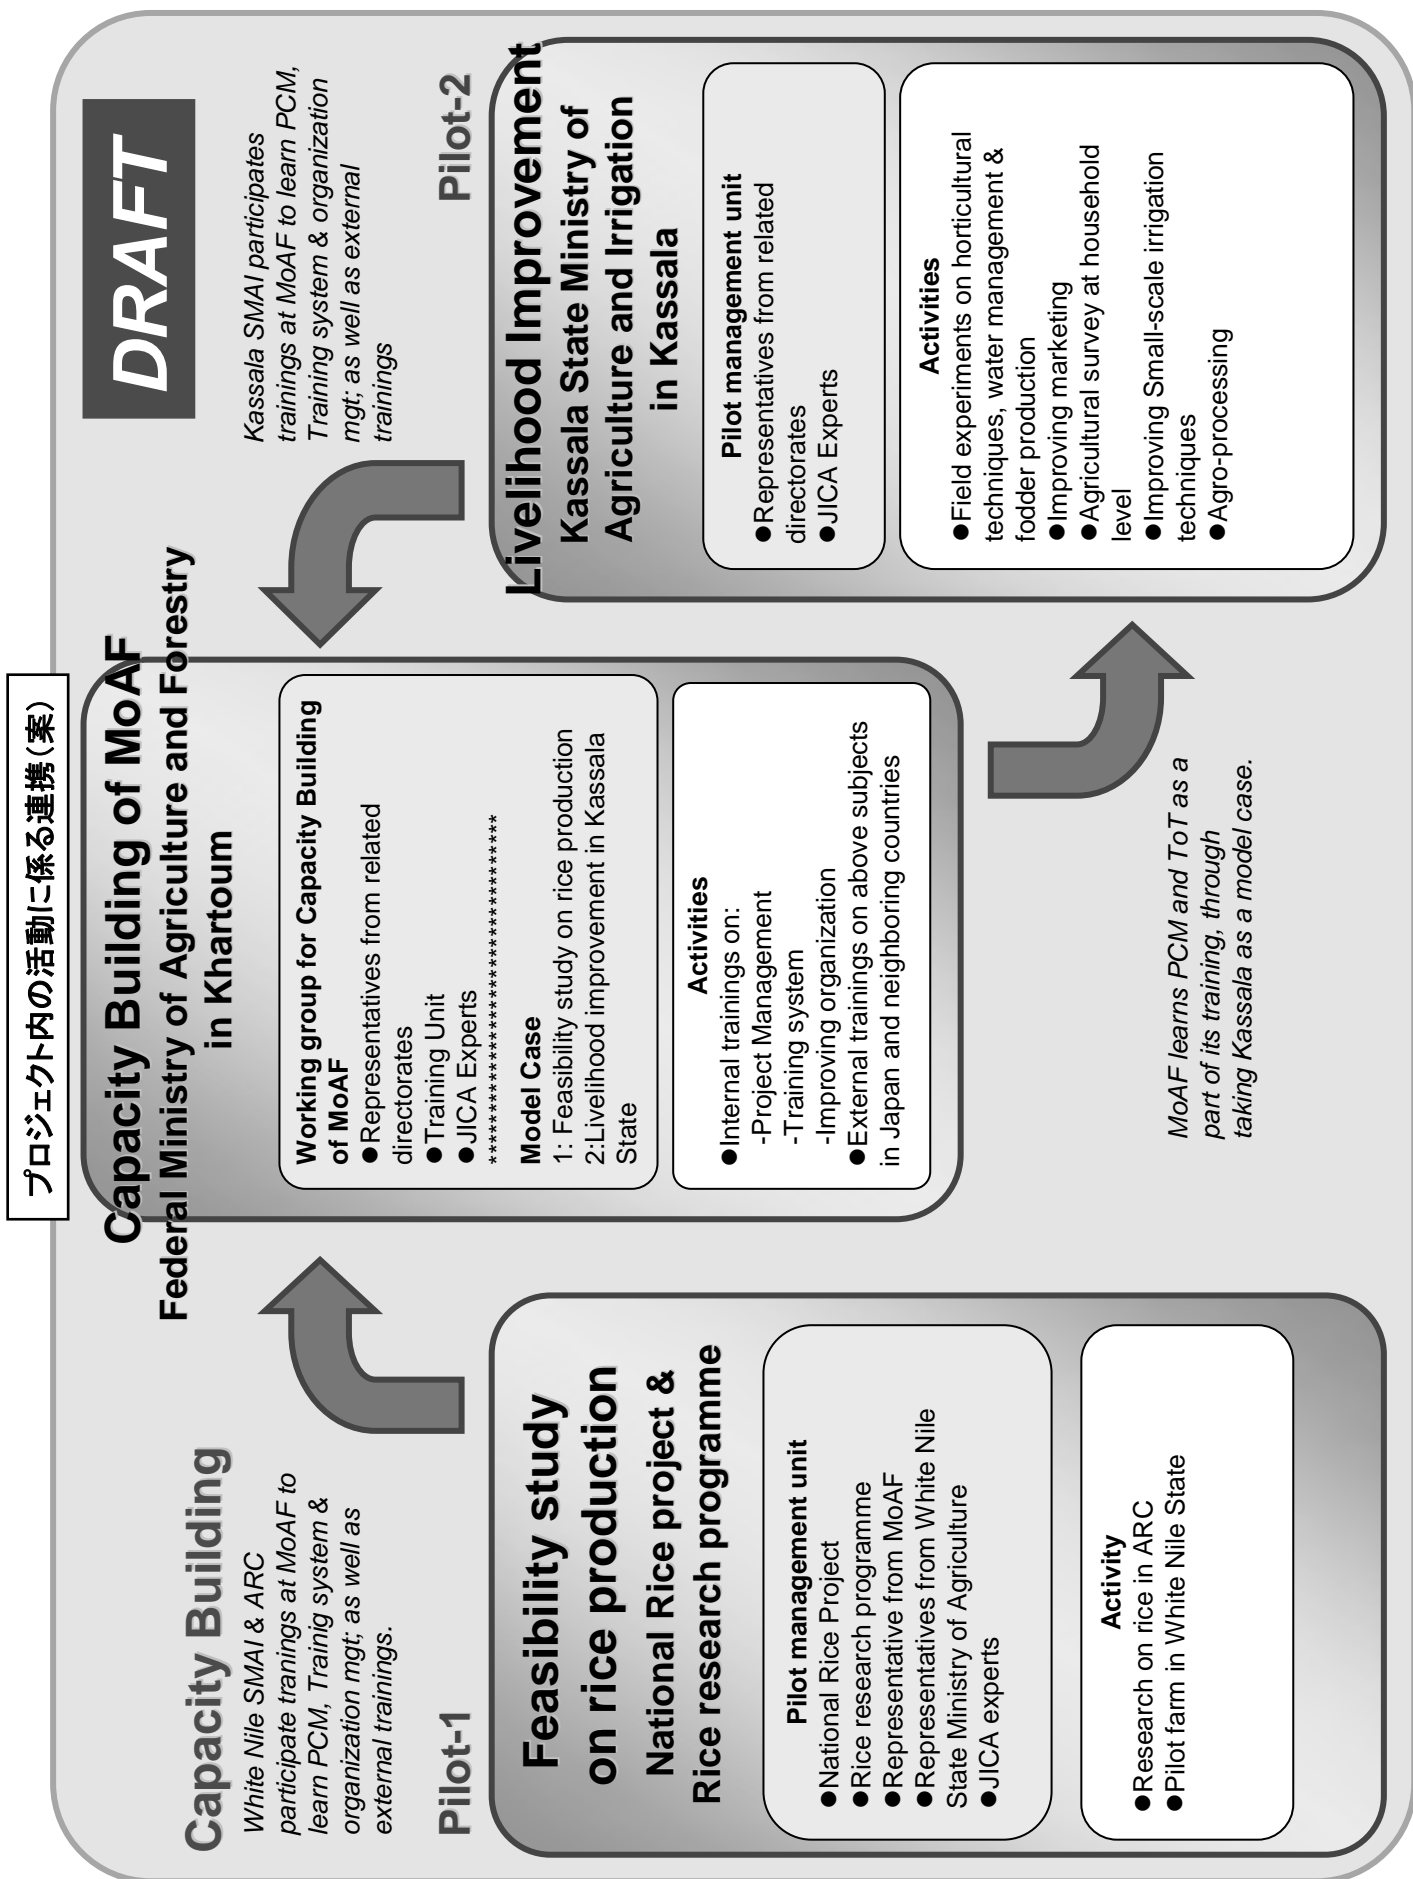 プロジェクト内の活動に係る連携(案)
DRAFT
Capacity Building
White Nile SMAI & ARC
participate tranings at MoAF to
learn PCM, Trainig system &
organization mgt; as well as
external trainings.
Capacity Building of MoAF
Federal Ministry of Agriculture and Forestry
in Khartoum
Working group for Capacity Building
of MoAF
●Representatives from related
directorates
●Training Unit
●JICA Experts
**********************************
Model Case
1: Feasibility study on rice production
2:Livelihood improvement in Kassala
State
Activities
●Internal trainings on:
-Project Management
-Training system
-Improving organization
●External trainings on above subjects
in Japan and neighboring countries
Kassala SMAI participates
trainings at MoAF to learn PCM,
Training system & organization
mgt; as well as external
trainings
Pilot-1
Feasibility study
on rice production
National Rice project &
Rice research programme
Pilot management unit
●National Rice Project
●Rice research programme
●Representative from MoAF
●Representatives from White Nile
State Ministry of Agriculture
●JICA experts
Activity
●Research on rice in ARC
●Pilot farm in White Nile State
MoAF learns PCM and ToT as a
part of its training, through
taking Kassala as a model case.
Pilot-2
Livelihood Improvement
Kassala State Ministry of
Agriculture and Irrigation
in Kassala
Pilot management unit
●Representatives from related
directorates
●JICA Experts
Activities
●Field experiments on horticultural
techniques, water management &
fodder production
●Improving marketing
●Agricultural survey at household
level
●Improving Small-scale irrigation
techniques
●Agro-processing